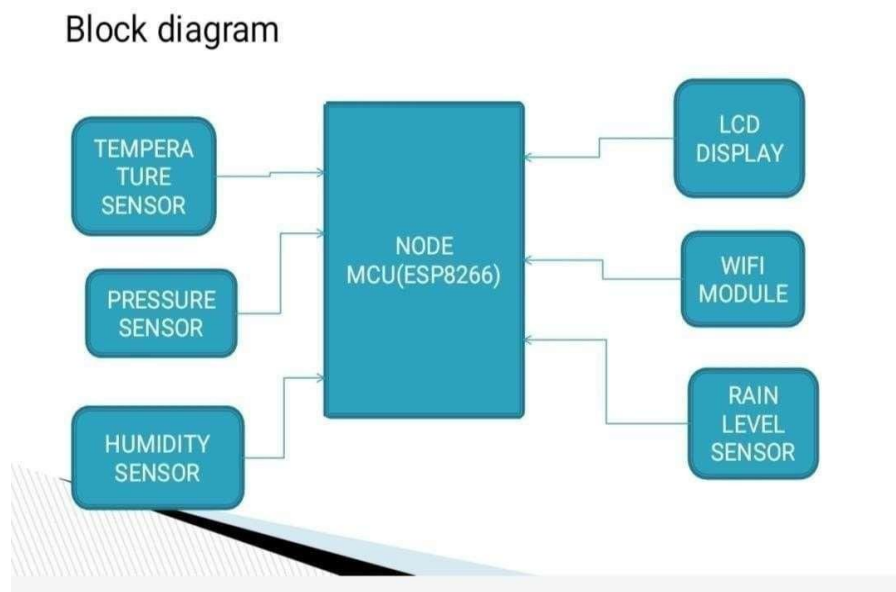 Block diagram
TEMPERA
TURE
SENSOR
PRESSURE
SENSOR
HUMIDITY
SENSOR
NODE
MCU(ESP8266)
LCD
DISPLAY
WIFI
MODULE
RAIN
LEVEL
SENSOR